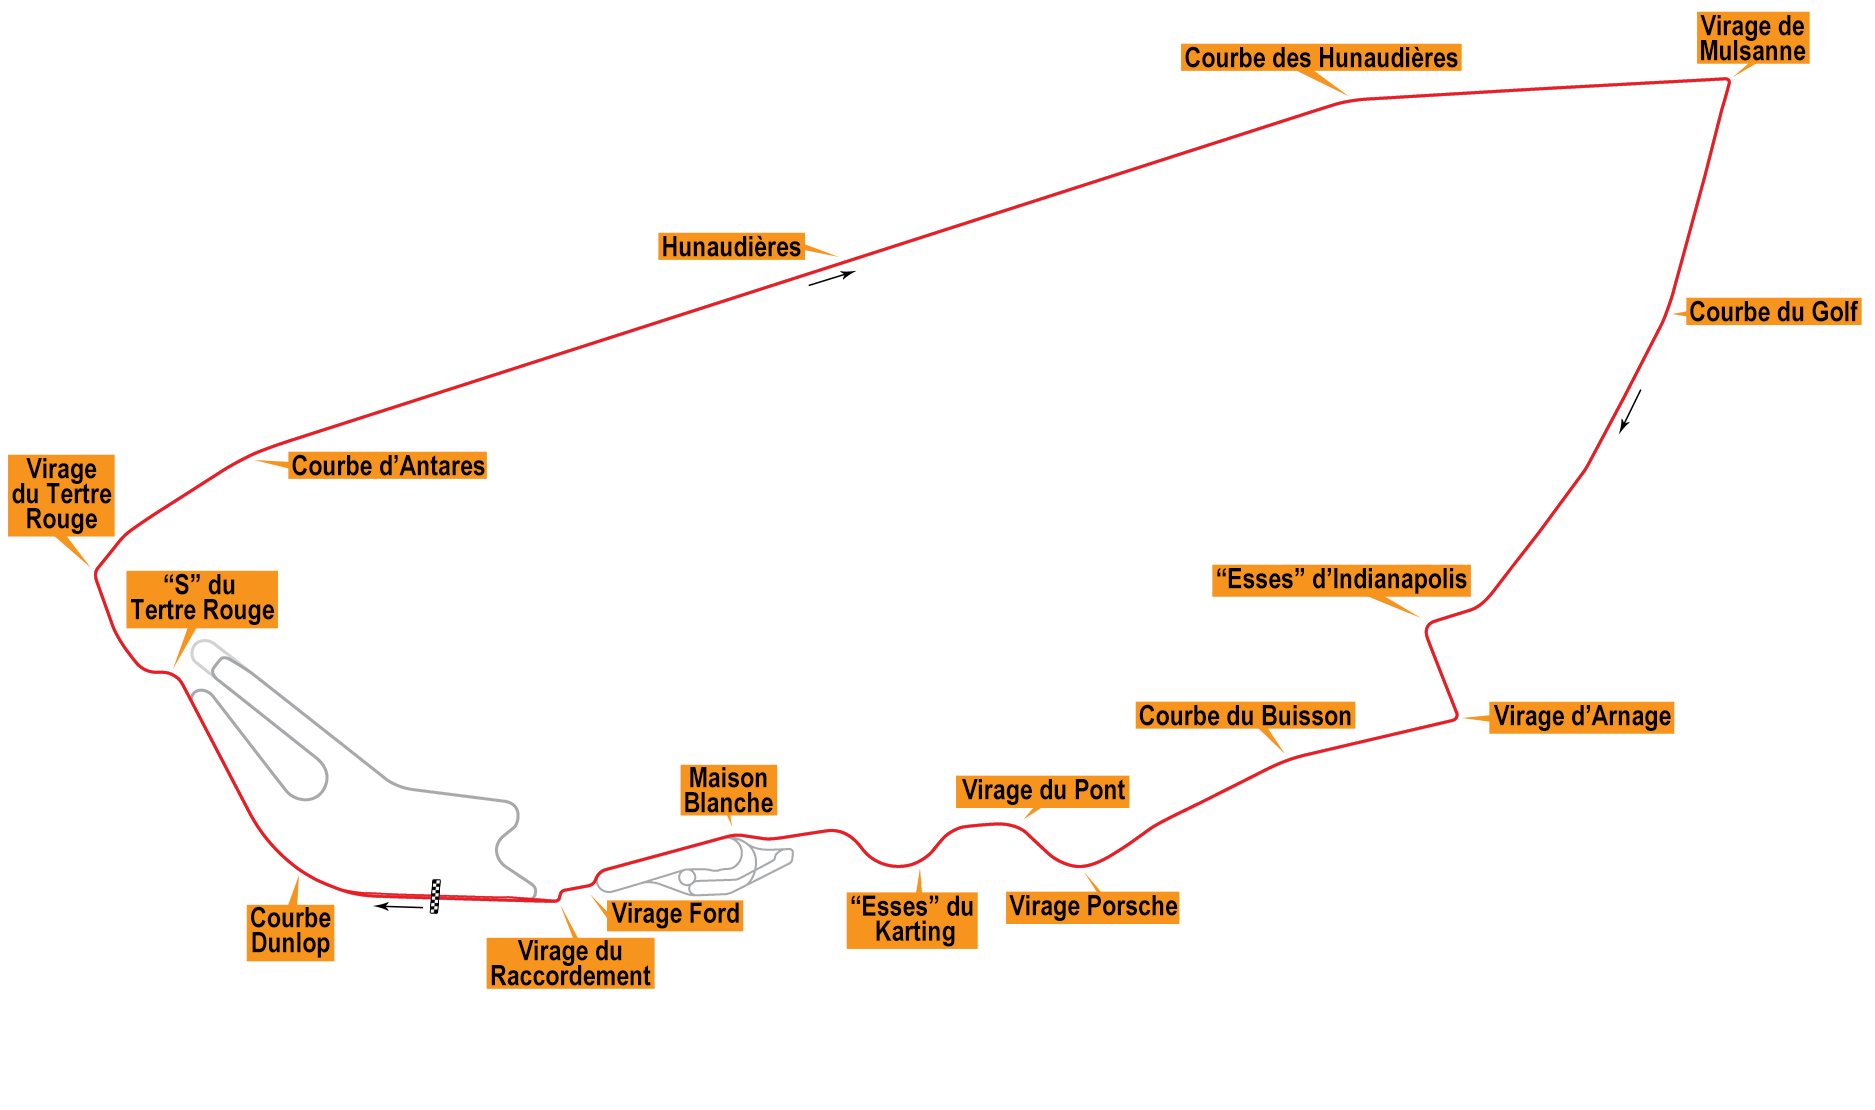 Virage de
Mulsanne
Courbe des Hunaudières
Hunaudières
Courbe du Golf
Courbe d’Antares
Virage
du Tertre
Rouge
“S” du
Tertre Rouge
“Esses” d’Indianapolis
Virage d’Arnage
Courbe du Buisson
Maison
Blanche
Virage du Pont
“Esses” du
Karting
Virage Porsche
Virage Ford
Courbe
Dunlop
Virage du
Raccordement